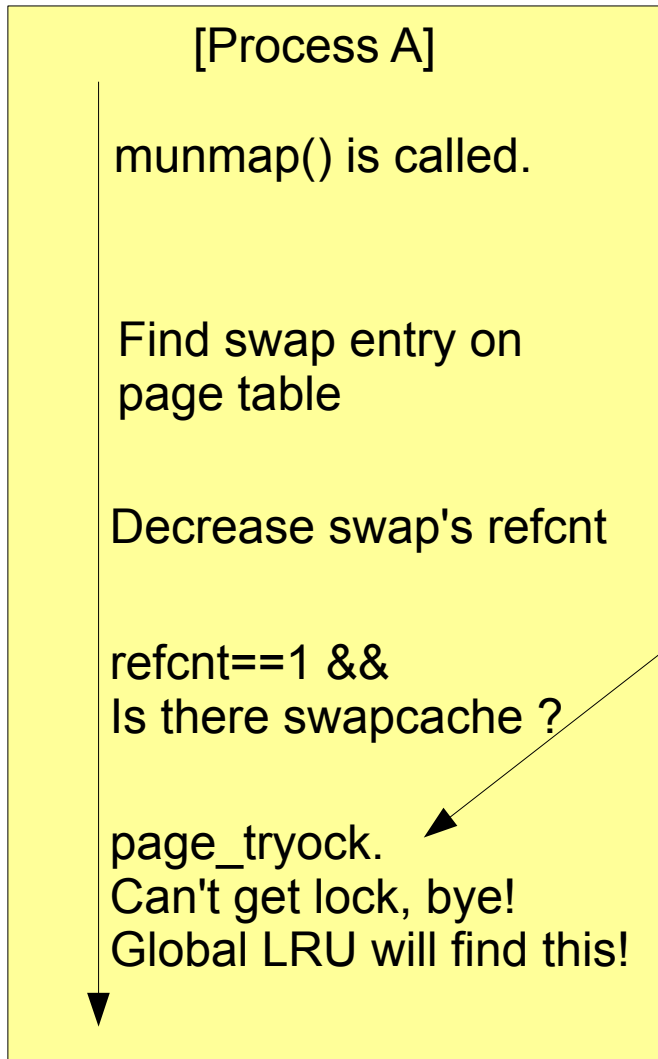 [Process A]
munmap() is called.
Find swap entry on
page table
Decrease swap's refcnt
refcnt==1 &&
Is there swapcache ?
page_tryock.
Can't get lock, bye!
Global LRU will find this!